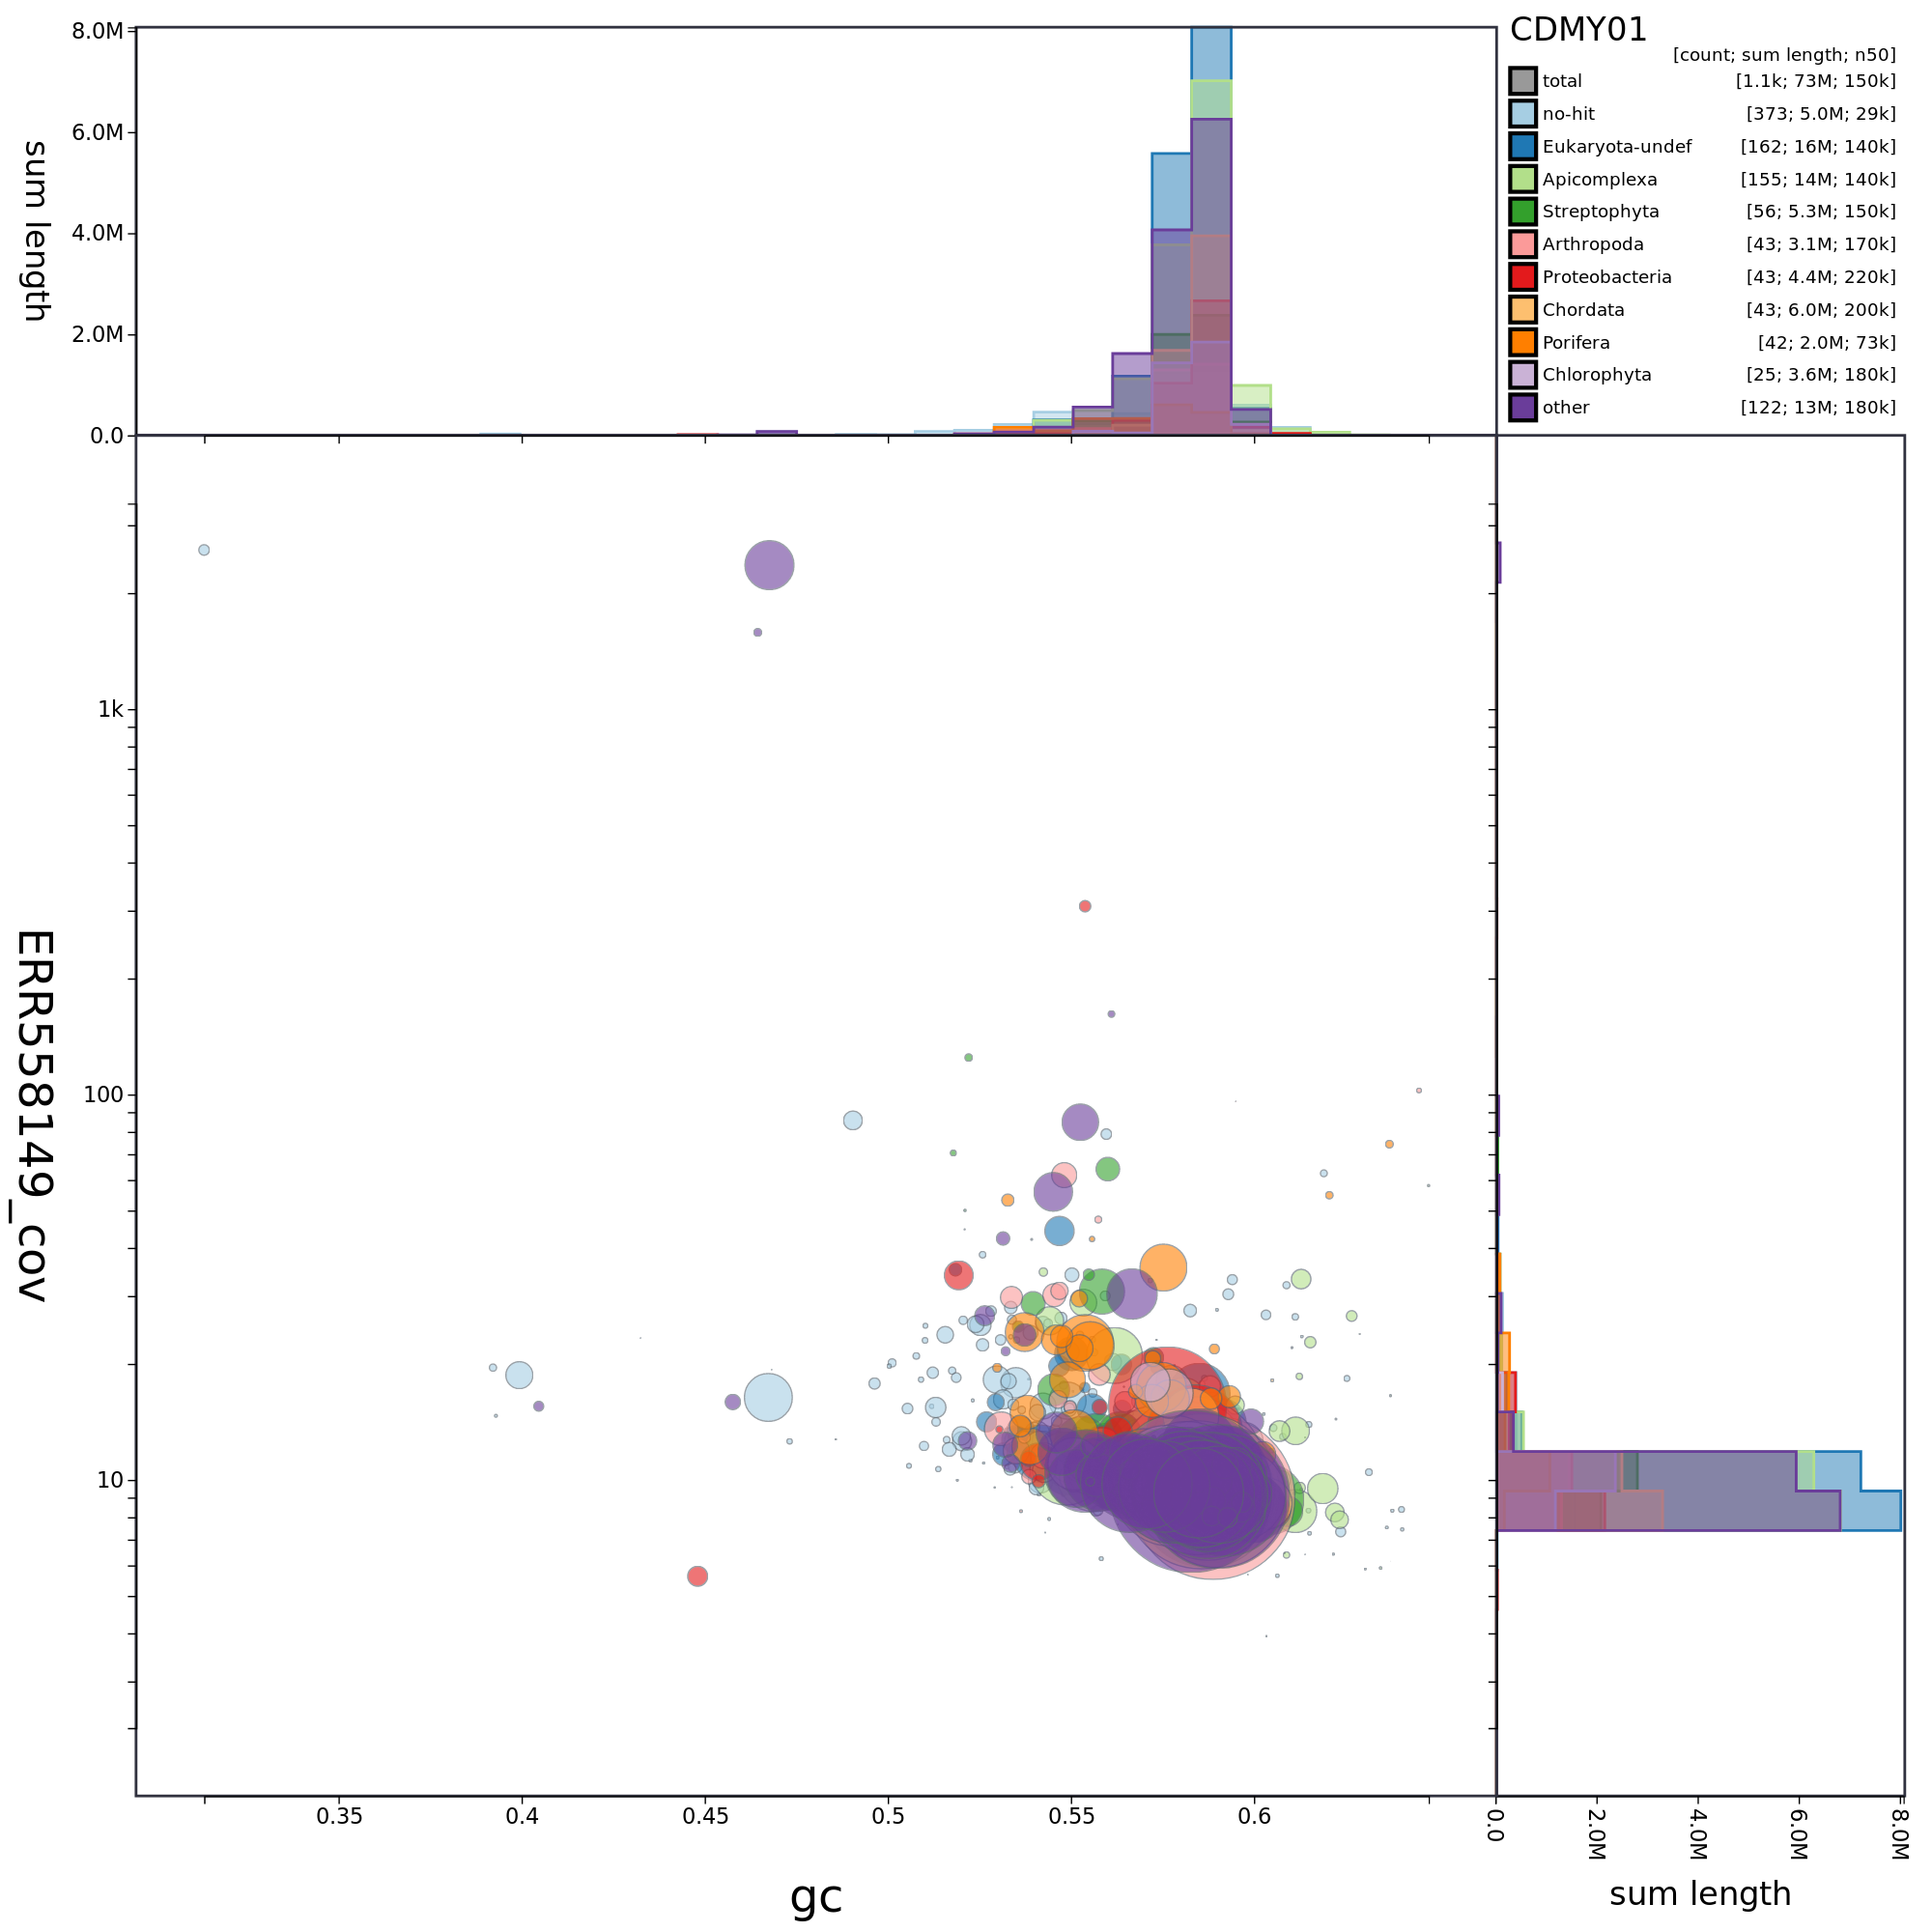 CDMY01
[count; sum length; n50]
total [1.1k; 73M; 150k]
no-hit [373; 5.0M; 29k]
Eukaryota-undef [162; 16M; 140k]
Apicomplexa [155; 14M; 140k]
Streptophyta [56; 5.3M; 150k]
Arthropoda [43; 3.1M; 170k]
Proteobacteria [43; 4.4M; 220k]
Chordata [43; 6.0M; 200k]
Porifera [42; 2.0M; 73k]
Chlorophyta [25; 3.6M; 180k]
other [122; 13M; 180k]
8.0M
6.0M
4.0M
2.0M
0.0
sum length
1k
100
10
ERR558149_cov
0.35 0.4 0.45 0.5 0.55 0.6
gc
0.0 2.0M 4.0M 6.0M 8.0M
sum length